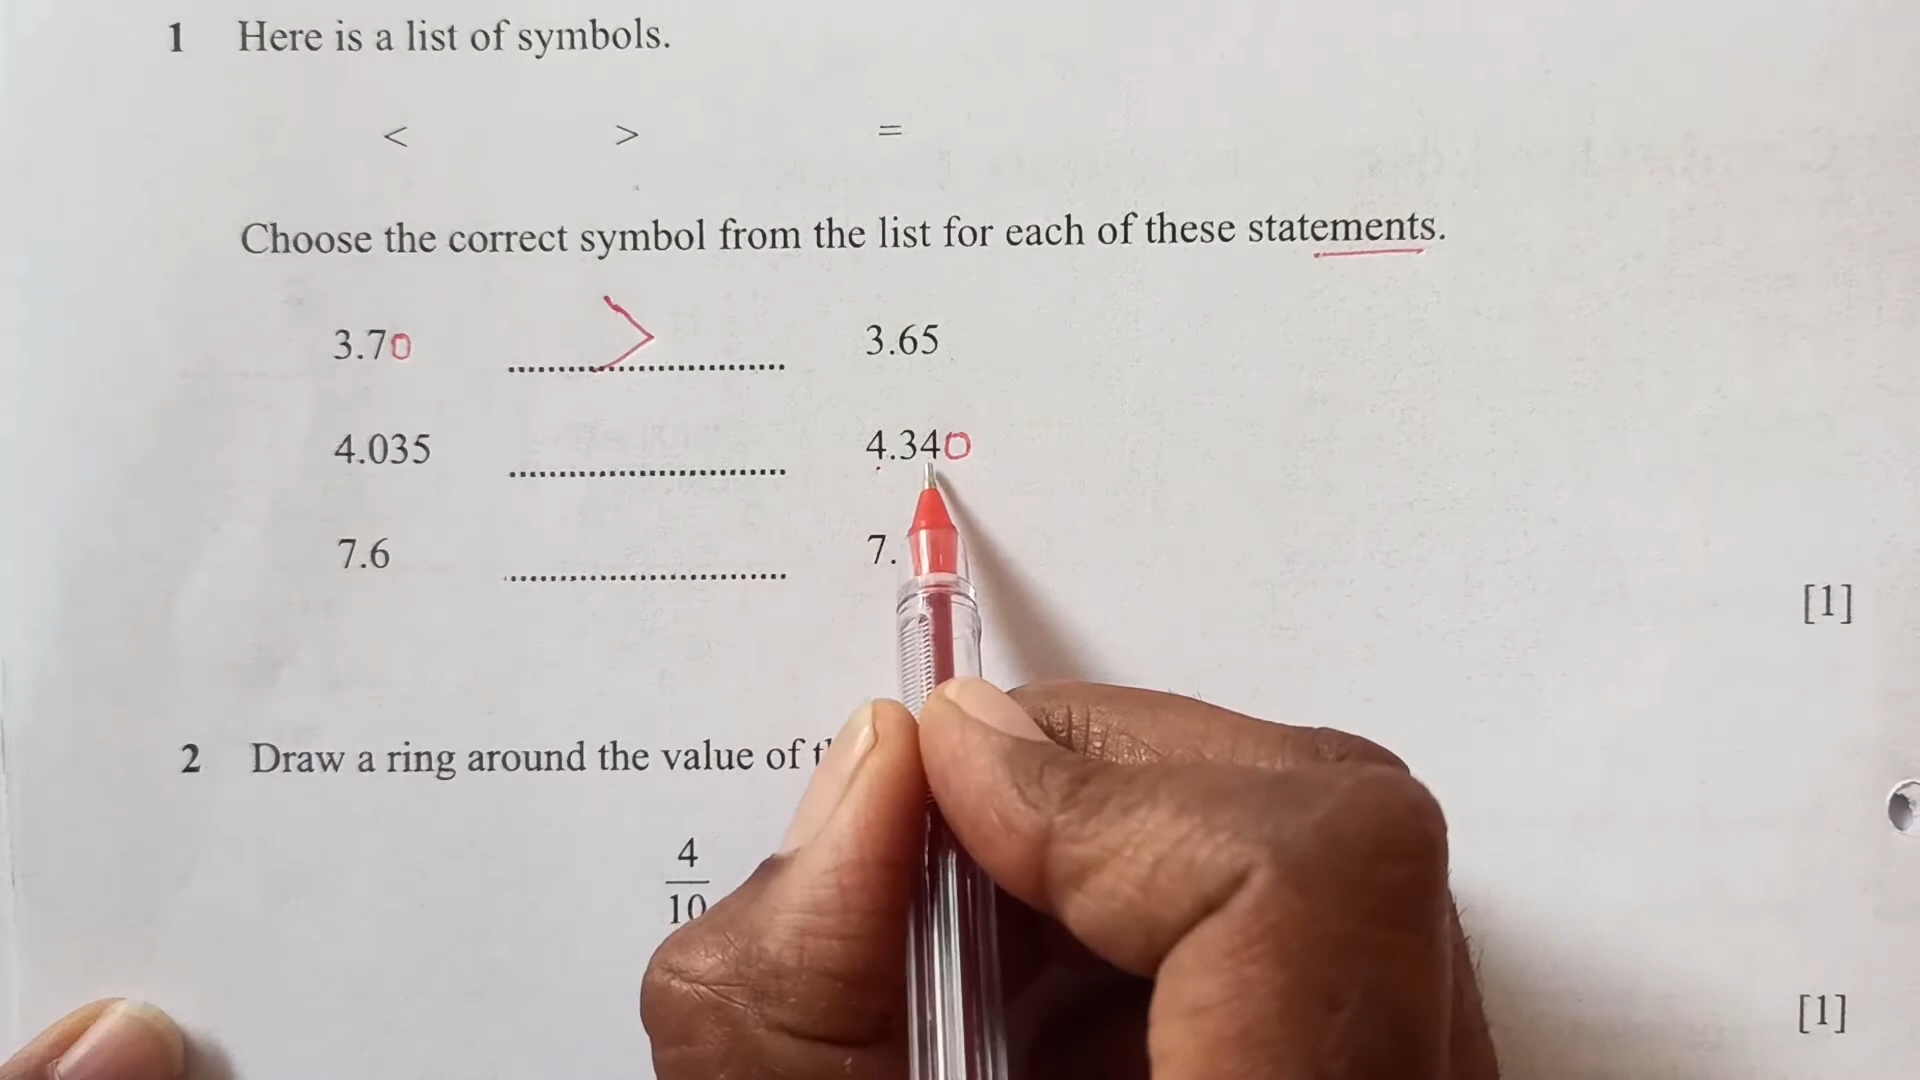 1 Here is a list of symbols.
< > =
Choose the correct symbol from the list for each of these statements.
3.70 > 3.65
4.035 .......................... 4.340
7.6 .......................... 7.
[1]
2 Draw a ring around the value of
4
10
[1]